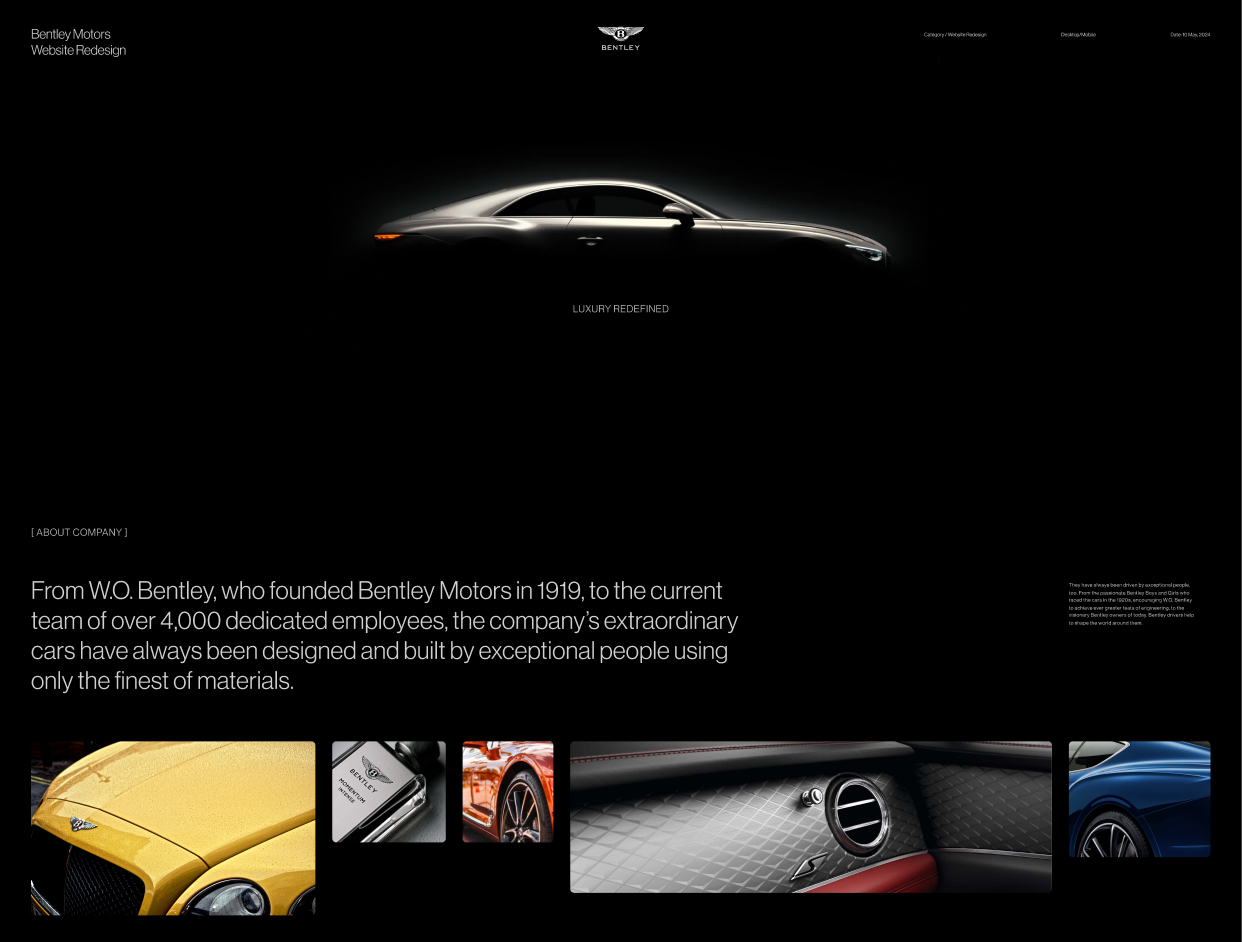 Bentley Motors
Website Redesign
BENTLEY
Category / Website Redesign
Desktop/Mobile
Date: 10 May, 2024
LUXURY REDEFINED
[ ABOUT COMPANY ]
From W.O. Bentley, who founded Bentley Motors in 1919, to the current
team of over 4,000 dedicated employees, the company’s extraordinary
cars have always been designed and built by exceptional people using
only the finest of materials.
They have always been driven by exceptional people,
too. From the passionate Bentley Boys and Girls who
raced the cars in the 1920s, encouraging W.O. Bentley
to achieve ever greater feats of engineering, to the
visionary Bentley owners of today. Bentley drivers help
to shape the world around them.
BENTLEY
MOMENTUM
INTENSE